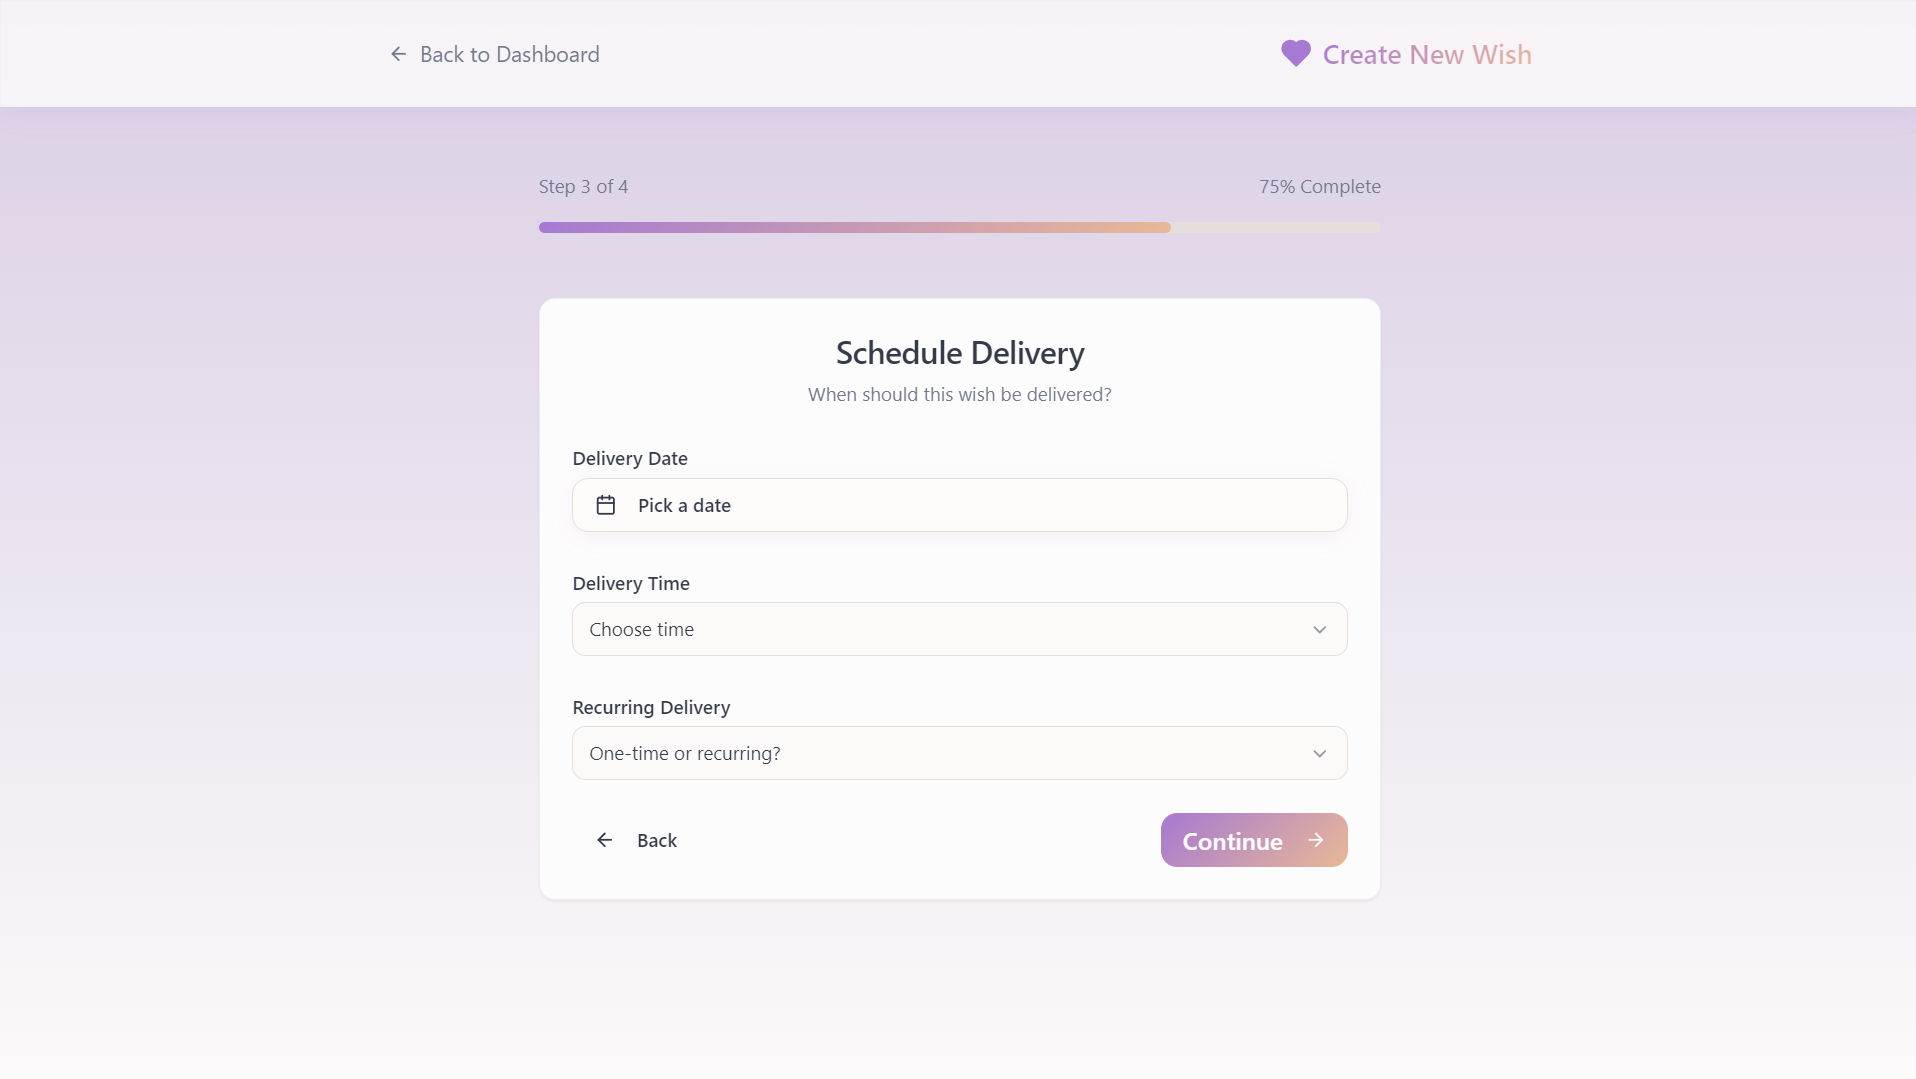 Back to Dashboard
Create New Wish
Step 3 of 4
75% Complete
Schedule Delivery
When should this wish be delivered?
Delivery Date
Pick a date
Delivery Time
Choose time
Recurring Delivery
One-time or recurring?
Back
Continue